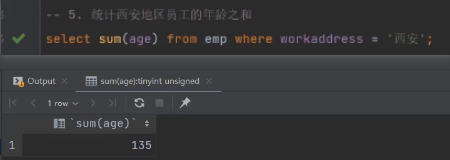 -- 5. 统计西安地区员工的年龄之和
select sum(age) from emp where workaddress = '西安';
Output
sum(age):tinyint unsigned
1 row
`sum(age)`
1
135